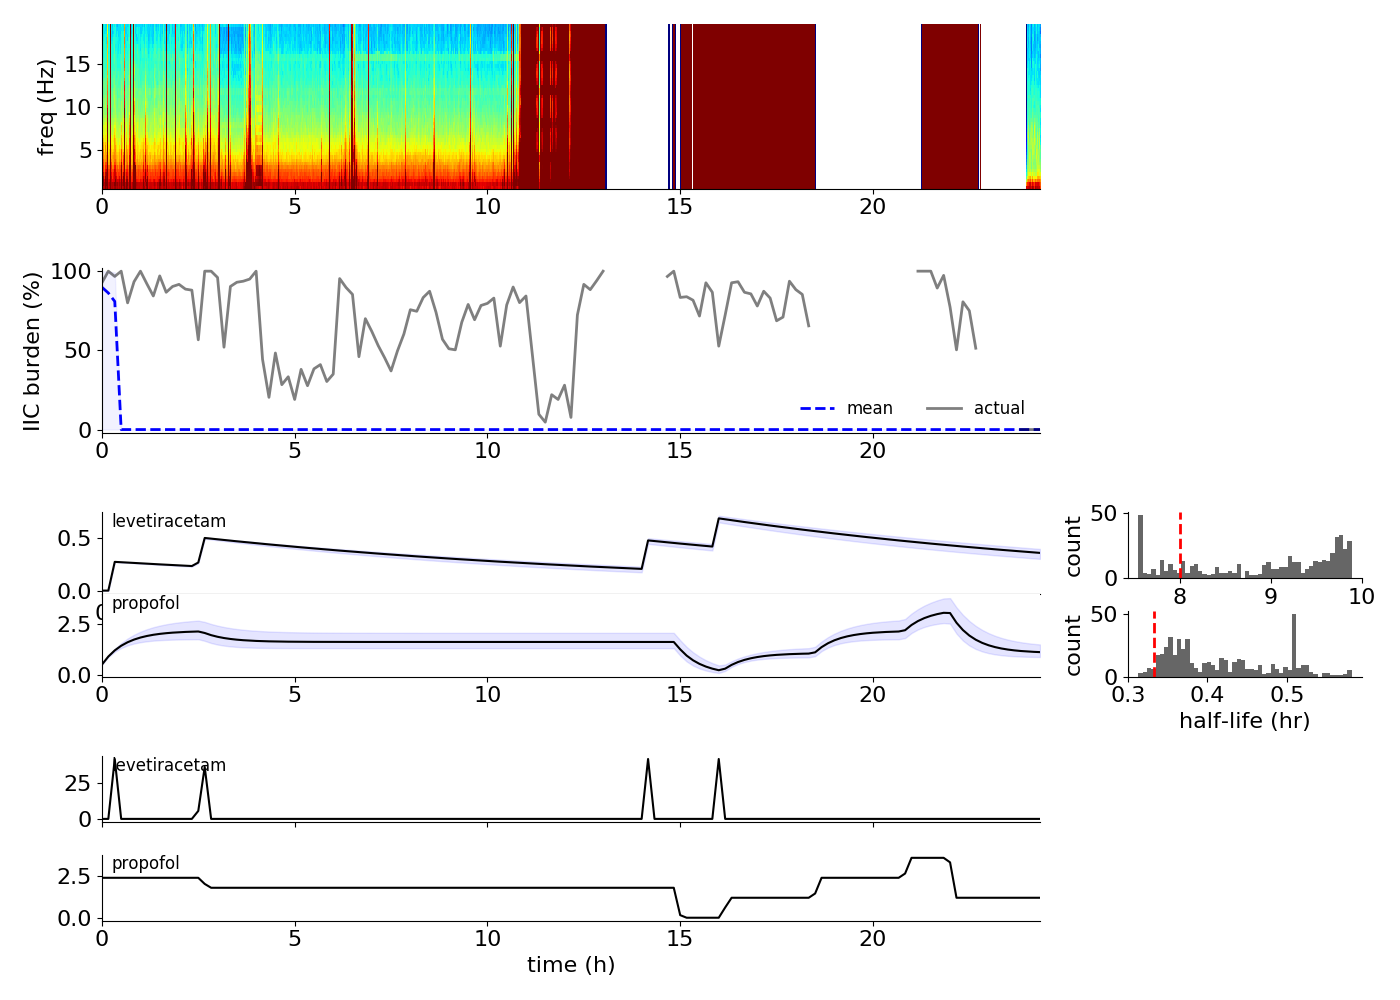 freq (Hz)
15
10
5
0 5 10 15 20
IIC burden (%)
100
50
0
mean actual
0 5 10 15 20
levetiracetam
0.5
0.0
0
count
50
0
8 9 10
propofol
2.5
0.0
0 5 10 15 20
count
50
0
0.3 0.4 0.5
half-life (hr)
levetiracetam
25
0
propofol
2.5
0.0
0 5 10 15 20
time (h)